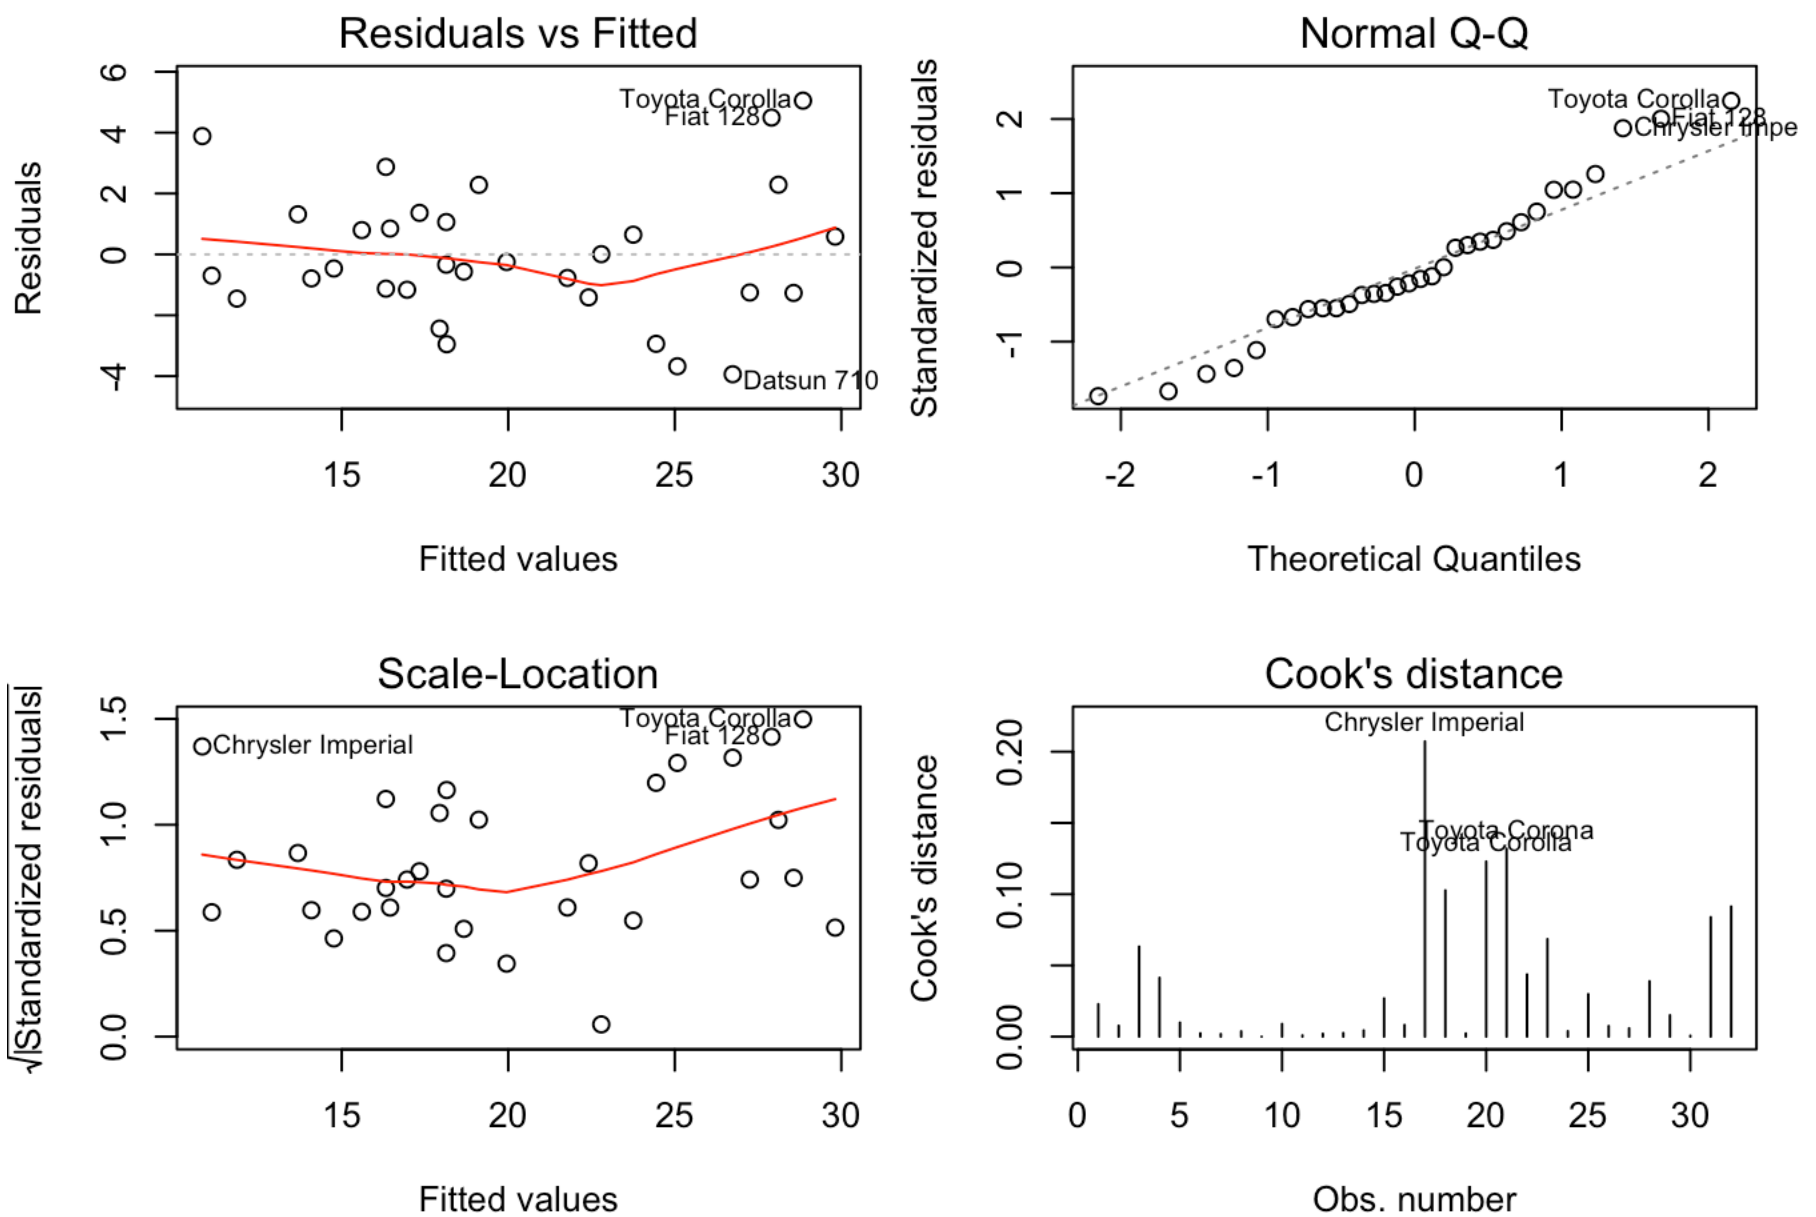 Residuals vs Fitted
Residuals
6
4
2
0
-4
Toyota Corolla
Fiat 128
Datsun 710
15 20 25 30
Fitted values
Normal Q-Q
Standardized residuals
2
1
0
-1
Toyota Corolla
Fiat 128
Chrysler Impe
-2 -1 0 1 2
Theoretical Quantiles
Scale-Location
√|Standardized residuals|
1.5
1.0
0.5
0.0
Toyota Corolla
Fiat 128
Chrysler Imperial
15 20 25 30
Fitted values
Cook's distance
Cook's distance
0.20
0.10
0.00
Chrysler Imperial
Toyota Corona
Toyota Corolla
0 5 10 15 20 25 30
Obs. number